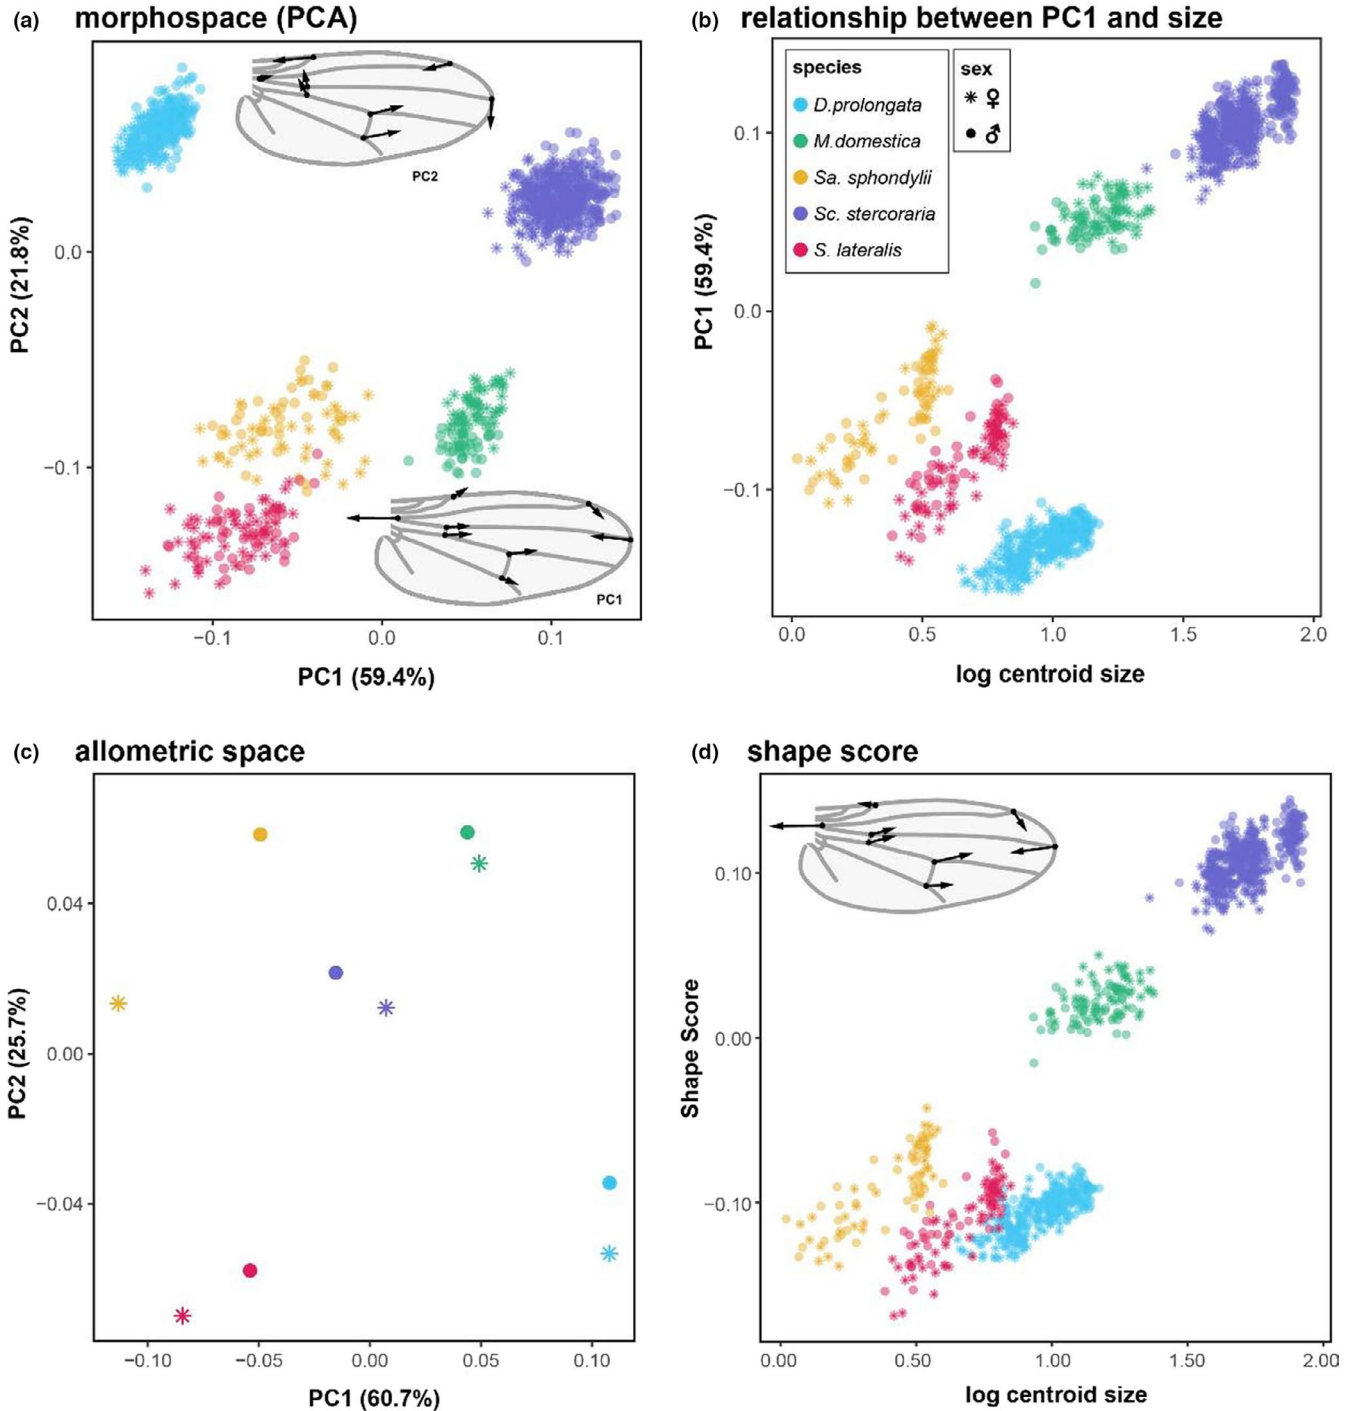 (a) morphospace (PCA)
PC2
PC1
0.0
−0.1
−0.1
0.0
0.1
PC2 (21.8%)
PC1 (59.4%)
(b) relationship between PC1 and size
species
D.prolongata
M.domestica
Sa. sphondylii
Sc. stercoraria
S. lateralis
sex
♀
♂
0.1
0.0
−0.1
0.0
0.5
1.0
1.5
2.0
PC1 (59.4%)
log centroid size
(c) allometric space
0.04
0.00
−0.04
−0.10
−0.05
0.00
0.05
0.10
PC2 (25.7%)
PC1 (60.7%)
(d) shape score
0.10
0.00
−0.10
0.00
0.50
1.00
1.50
2.00
Shape Score
log centroid size